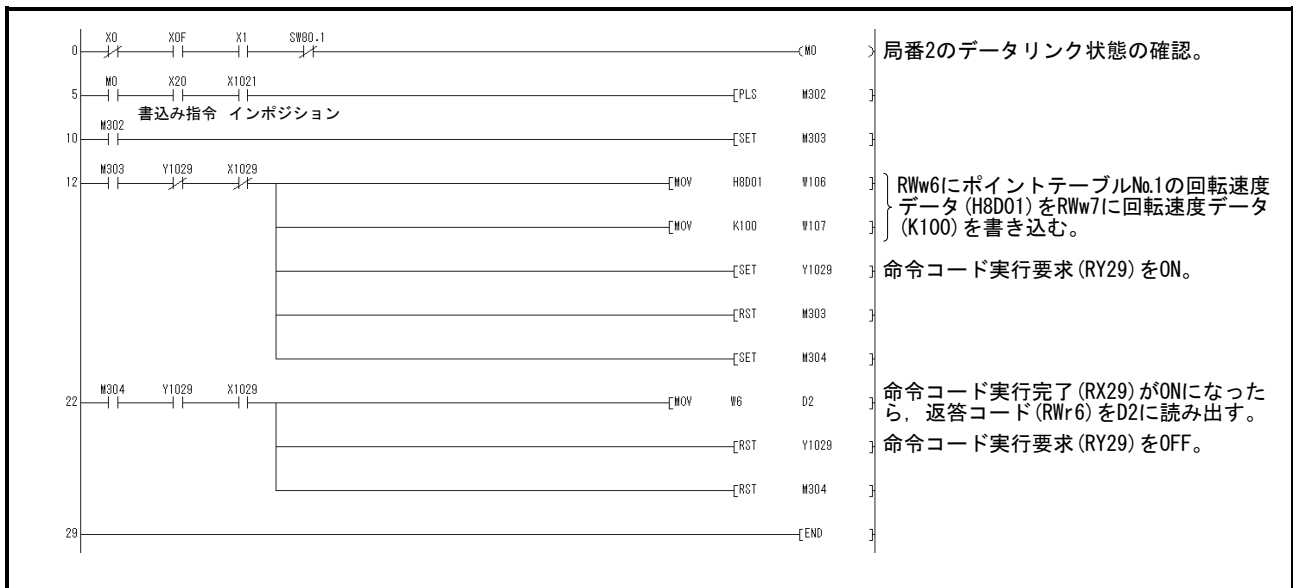 X0 X0F X1 SW80.1
0 M0 局番2のデータリンク状態の確認。
M0 X20 X1021
5 PLS M302
書込み指令 インポジション
M302
10 SET M303
M303 Y1029 X1029
12 MOV H8D01 W106 RWw6にポイントテーブルNo.1の回転速度
データ(H8D01)をRWw7に回転速度データ
MOV K100 W107 (K100)を書き込む。
SET Y1029 命令コード実行要求(RY29)をON。
RST M303
SET M304
M304 Y1029 X1029
22 MOV W6 D2 命令コード実行完了(RX29)がONになった
ら，返答コード(RWr6)をD2に読み出す。
RST Y1029 命令コード実行要求(RY29)をOFF。
RST M304
29 END